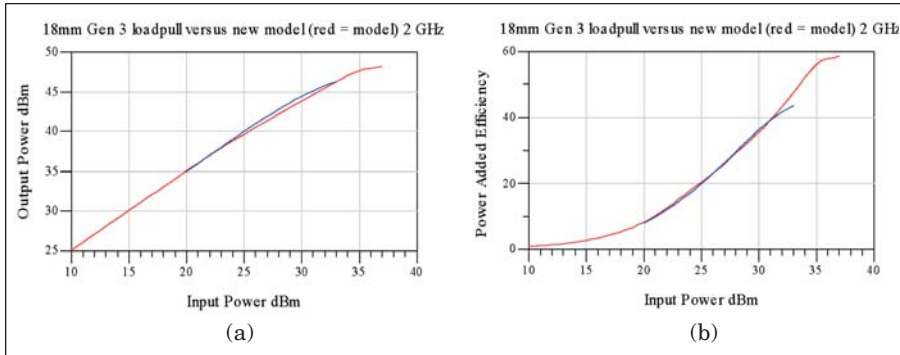 18mm Gen 3 loadpull versus new model (red = model) 2 GHz
50
45
40
35
30
25
Output Power dBm
10 15 20 25 30 35 40
Input Power dBm
(a)
18mm Gen 3 loadpull versus new model (red = model) 2 GHz
60
40
20
0
Power Added Efficiency
10 15 20 25 30 35 40
Input Power dBm
(b)